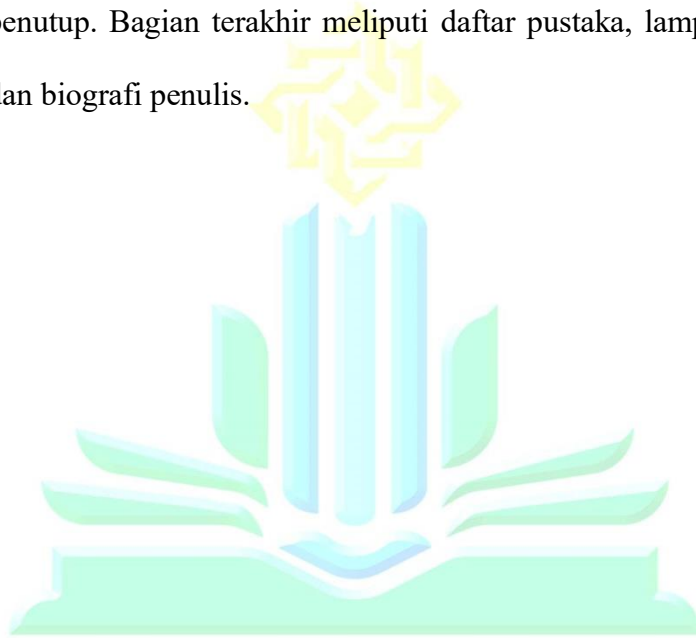 penutup. Bagian terakhir meliputi daftar pustaka, lamp
dan biografi penulis.